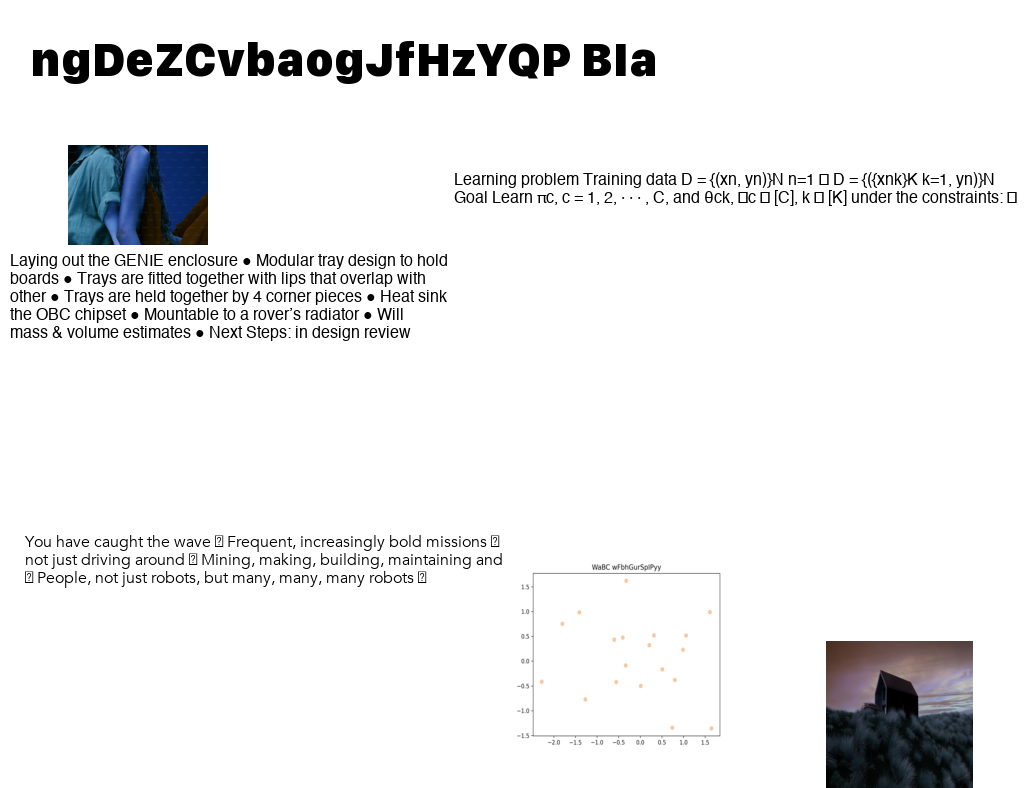 ngDeZCvbaogJfHzYQP BIa
Learning problem Training data D = {(xn, yn)}N n=1 D = {({xnk}K k=1, yn)}N
Goal Learn πc, c = 1, 2, · · · , C, and θck, c [C], k [K] under the constraints:
Laying out the GENIE enclosure ● Modular tray design to hold
boards ● Trays are fitted together with lips that overlap with
other ● Trays are held together by 4 corner pieces ● Heat sink
the OBC chipset ● Mountable to a rover’s radiator ● Will
mass & volume estimates ● Next Steps: in design review
You have caught the wave Frequent, increasingly bold missions
not just driving around Mining, making, building, maintaining and
People, not just robots, but many, many, many robots
WaBC wFbhGurSpIPyy
1.5
1.0
0.5
0.0
−0.5
−1.0
−1.5
−2.0 −1.5 −1.0 −0.5 0.0 0.5 1.0 1.5